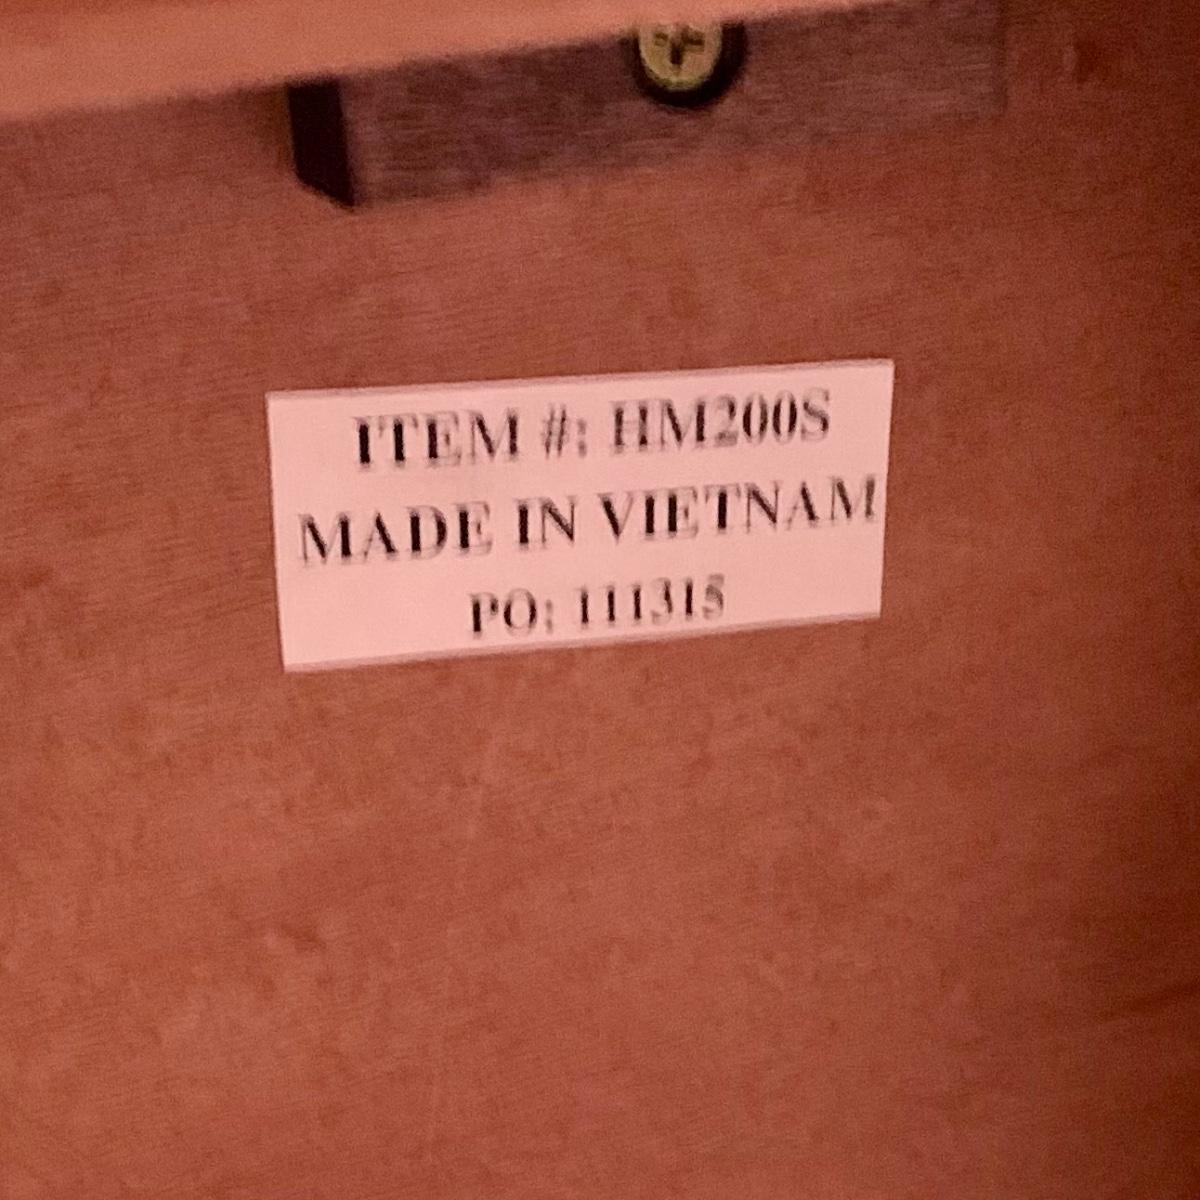 ITEM #: HM200S
MADE IN VIETNAM
PO: 111315